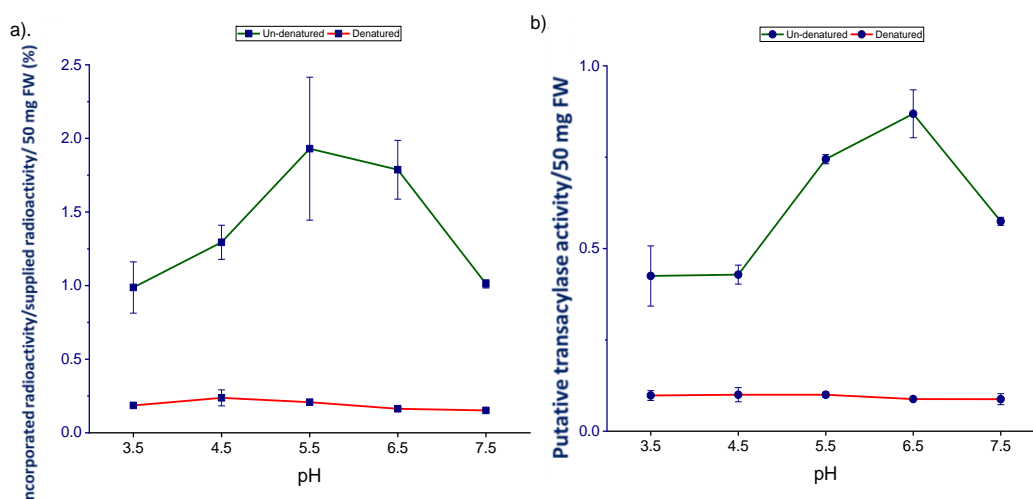 a).
Un-denatured Denatured
ncorporated radioactivity/supplied radioactivity/ 50 mg FW (%)
2.5
2.0
1.5
1.0
0.5
0.0
3.5 4.5 5.5 6.5 7.5
pH
b).
Un-denatured Denatured
Putative transacylase activity/50 mg FW
1.0
0.5
0.0
3.5 4.5 5.5 6.5 7.5
pH